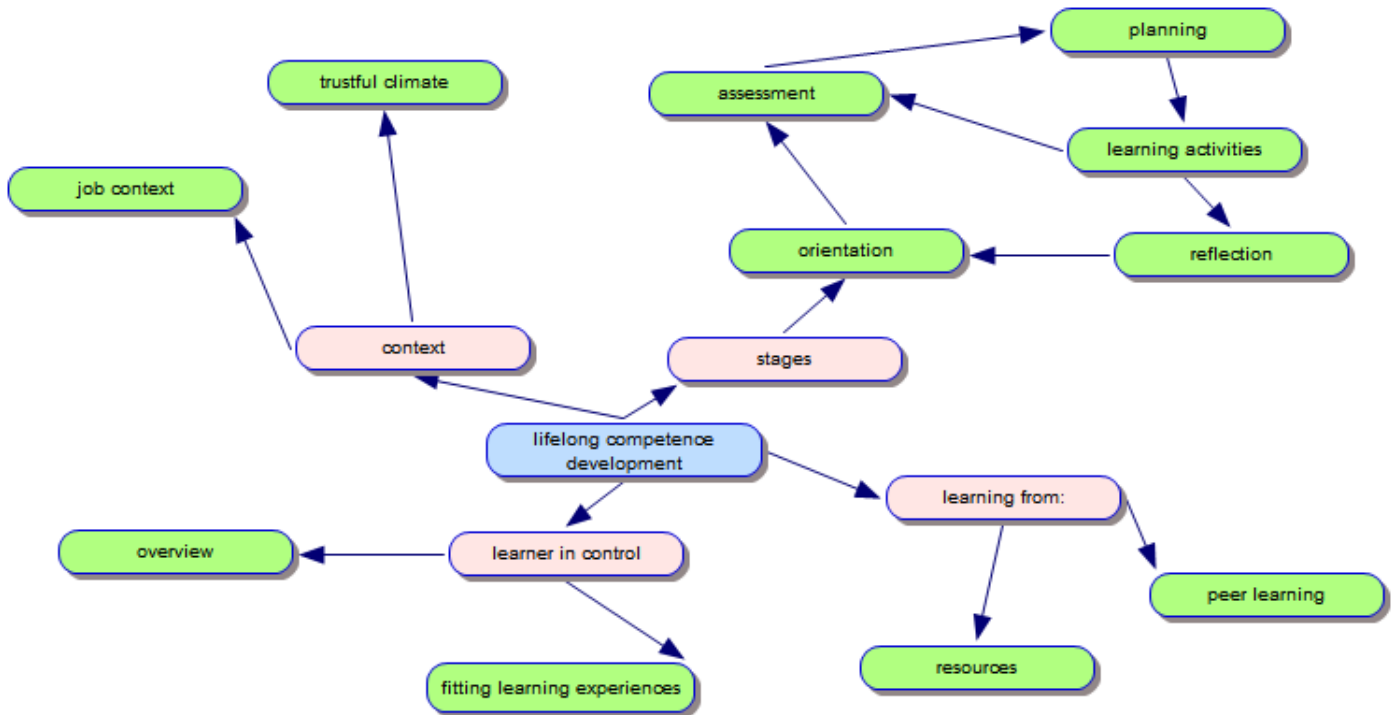 planning
trustful climate
assessment
learning activities
job context
orientation
reflection
context
stages
lifelong competence
development
learning from:
overview
learner in control
peer learning
resources
fitting learning experiences